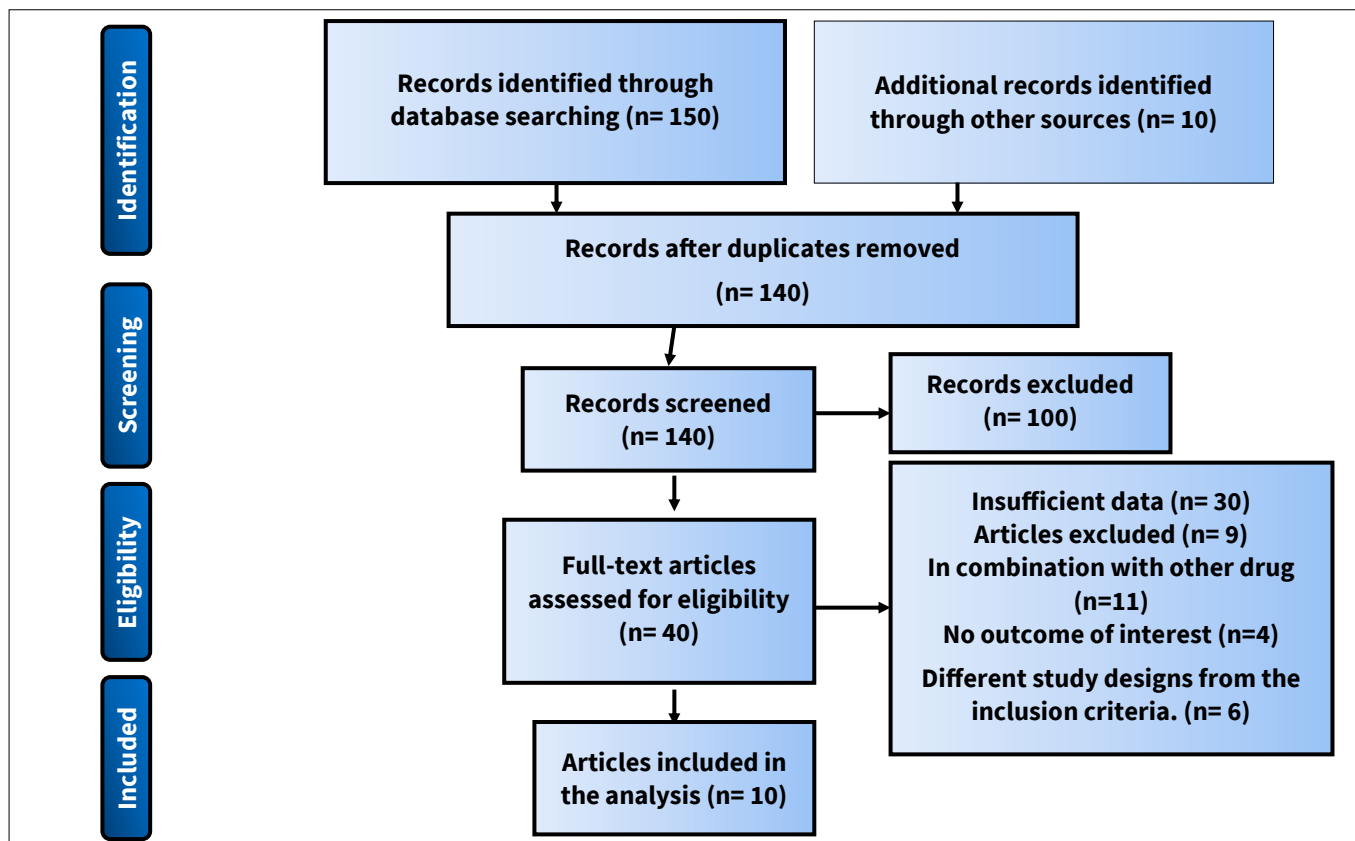 Identification
Records identified through
database searching (n= 150)
Additional records identified
through other sources (n= 10)
Records after duplicates removed
(n= 140)
Screening
Records screened
(n= 140)
Records excluded
(n= 100)
Eligibility
Full-text articles
assessed for eligibility
(n= 40)
Insufficient data (n= 30)
Articles excluded (n= 9)
In combination with other drug
(n=11)
No outcome of interest (n=4)
Different study designs from the
inclusion criteria. (n= 6)
Included
Articles included in
the analysis (n= 10)